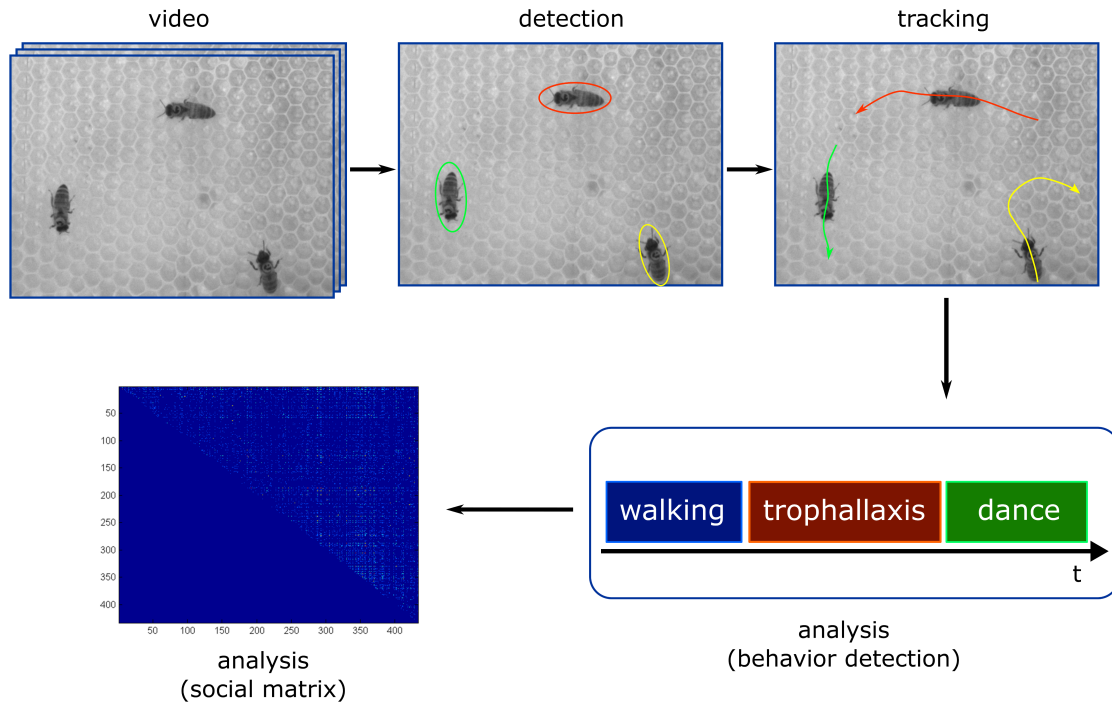 video
detection
tracking
walking
trophallaxis
dance
t
analysis
(behavior detection)
50
100
150
200
250
300
350
400
50
100
150
200
250
300
350
400
analysis
(social matrix)